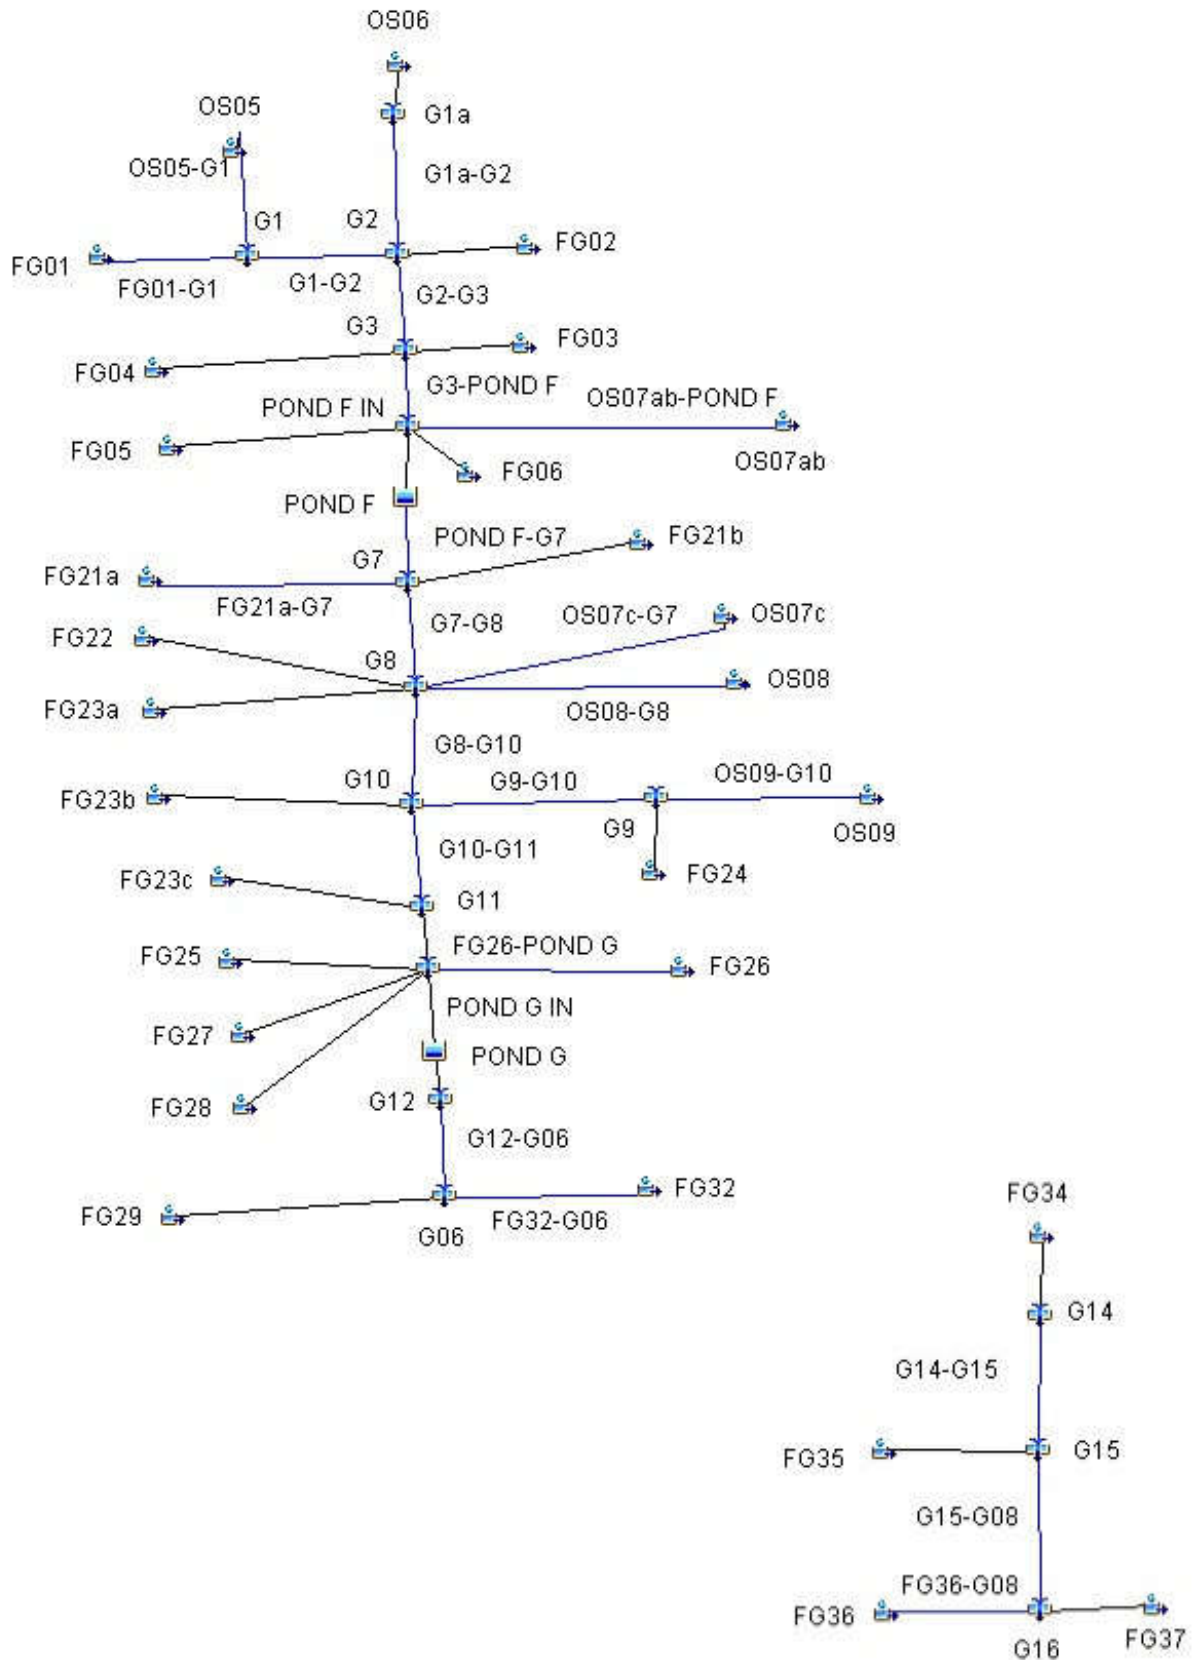 OS06
OS05
G1a
OS05-G1
G1a-G2
G1
G2
FG02
FG01
FG01-G1
G1-G2
G2-G3
G3
FG03
FG04
G3-POND F
OS07ab-POND F
POND F IN
FG05
OS07ab
FG06
POND F
POND F-G7
FG21b
G7
FG21a
FG21a-G7
G7-G8
OS07c-G7
OS07c
FG22
G8
OS08
FG23a
OS08-G8
G8-G10
G10
G9-G10
OS09-G10
FG23b
G9
OS09
G10-G11
FG24
FG23c
G11
FG26-POND G
FG25
FG26
POND G IN
FG27
POND G
G12
FG28
G12-G06
FG32
FG29
FG32-G06
G06
FG34
G14
G14-G15
G15
FG35
G15-G08
FG36-G08
FG36
G16
FG37